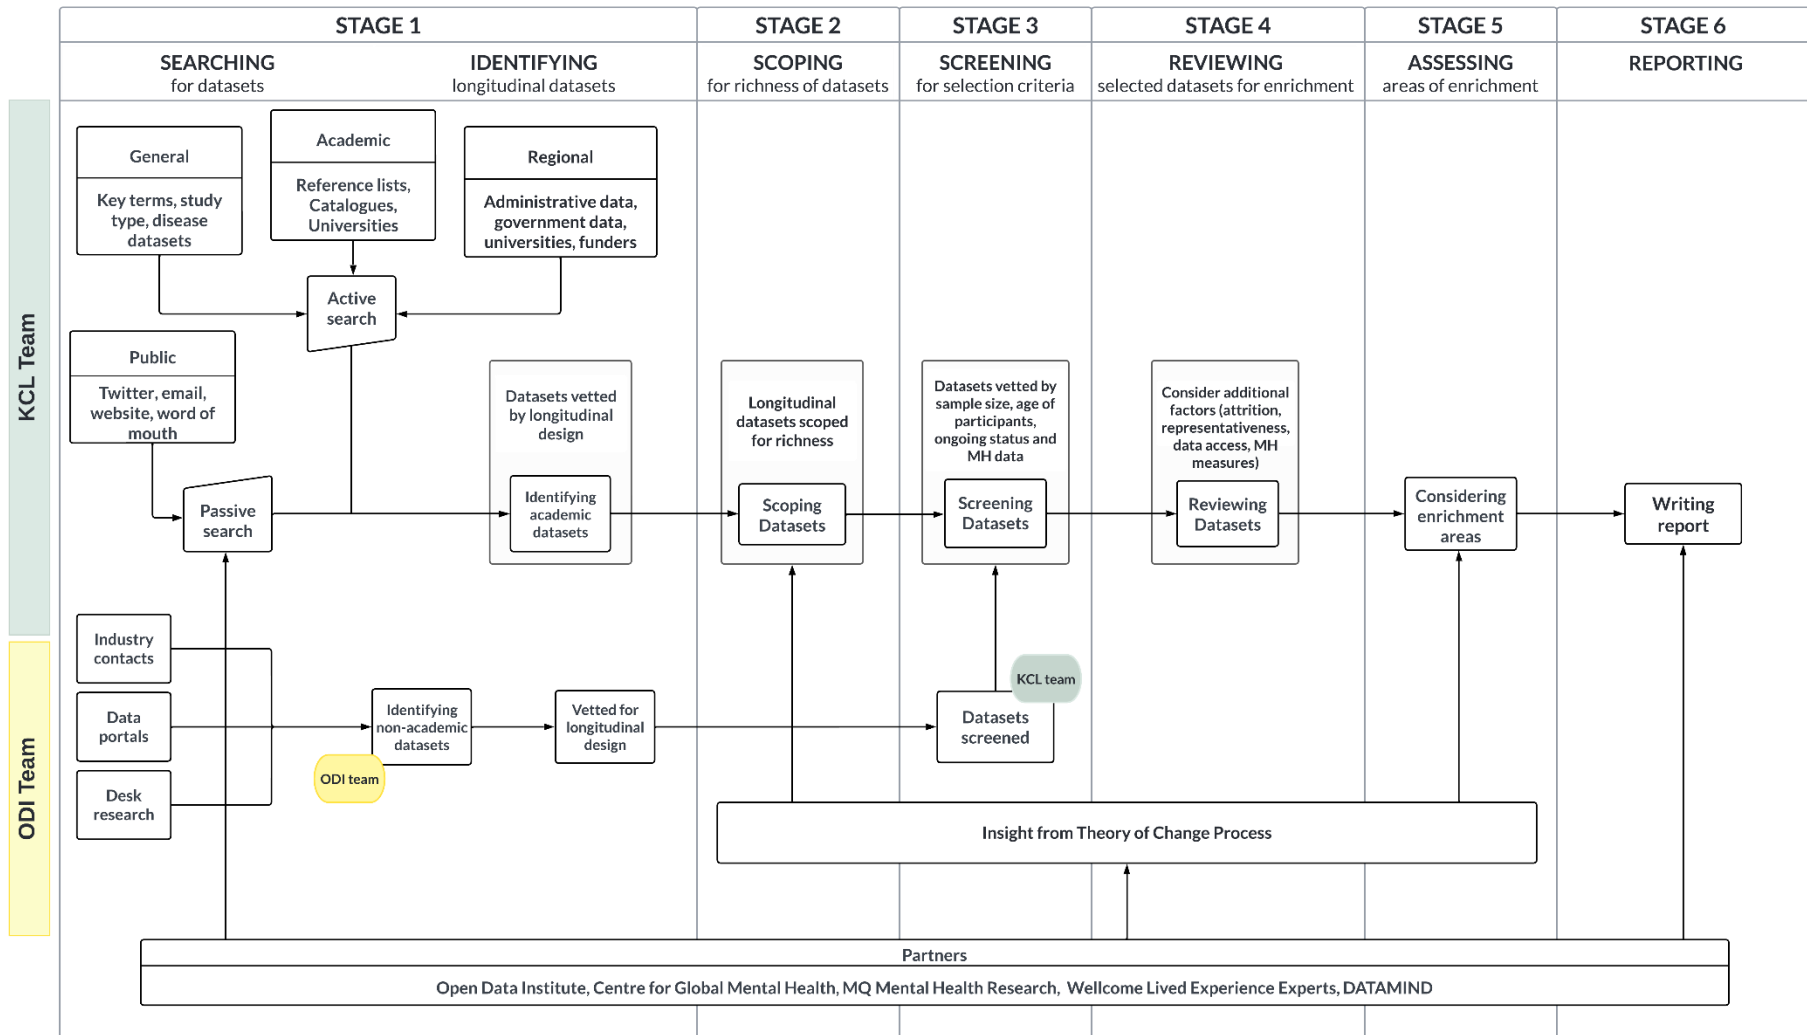 STAGE 1
STAGE 2
STAGE 3
STAGE 4
STAGE 5
STAGE 6
SEARCHING
for datasets
IDENTIFYING
longitudinal datasets
SCOPING
for richness of datasets
SCREENING
for selection criteria
REVIEWING
selected datasets for enrichment
ASSESSING
areas of enrichment
REPORTING
KCL Team
General
Key terms, study
type, disease
datasets
Academic
Reference lists,
Catalogues,
Universities
Regional
Administrative data,
government data,
universities, funders
Active
search
Public
Twitter, email,
website, word of
mouth
Passive
search
Datasets vetted
by longitudinal
design
Identifying
academic
datasets
Longitudinal
datasets scoped
for richness
Scoping
Datasets
Datasets vetted by
sample size, age of
participants,
ongoing status and
MH data
Screening
Datasets
Consider additional
factors (attrition,
representativeness,
data access, MH
measures)
Reviewing
Datasets
Considering
enrichment
areas
Writing
report
ODI Team
Industry
contacts
Data
portals
Desk
research
Identifying
non-academic
datasets
ODI team
Vetted for
longitudinal
design
KCL team
Datasets
screened
Insight from Theory of Change Process
Partners
Open Data Institute, Centre for Global Mental Health, MQ Mental Health Research, Wellcome Lived Experience Experts, DATAMIND